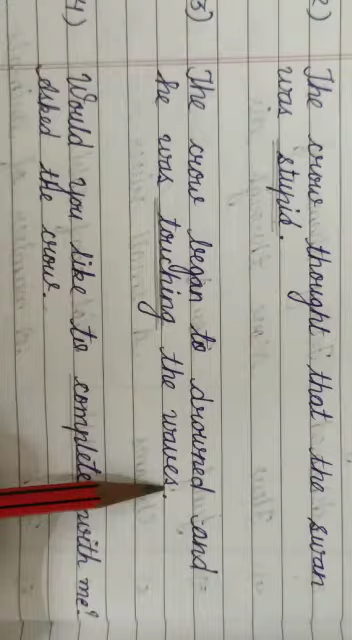 2) The crow thought that the swan
was stupid.
3) The crow began to drowned and
he was touching the waves.
4) Would you like to complete with me?
asked the crow.